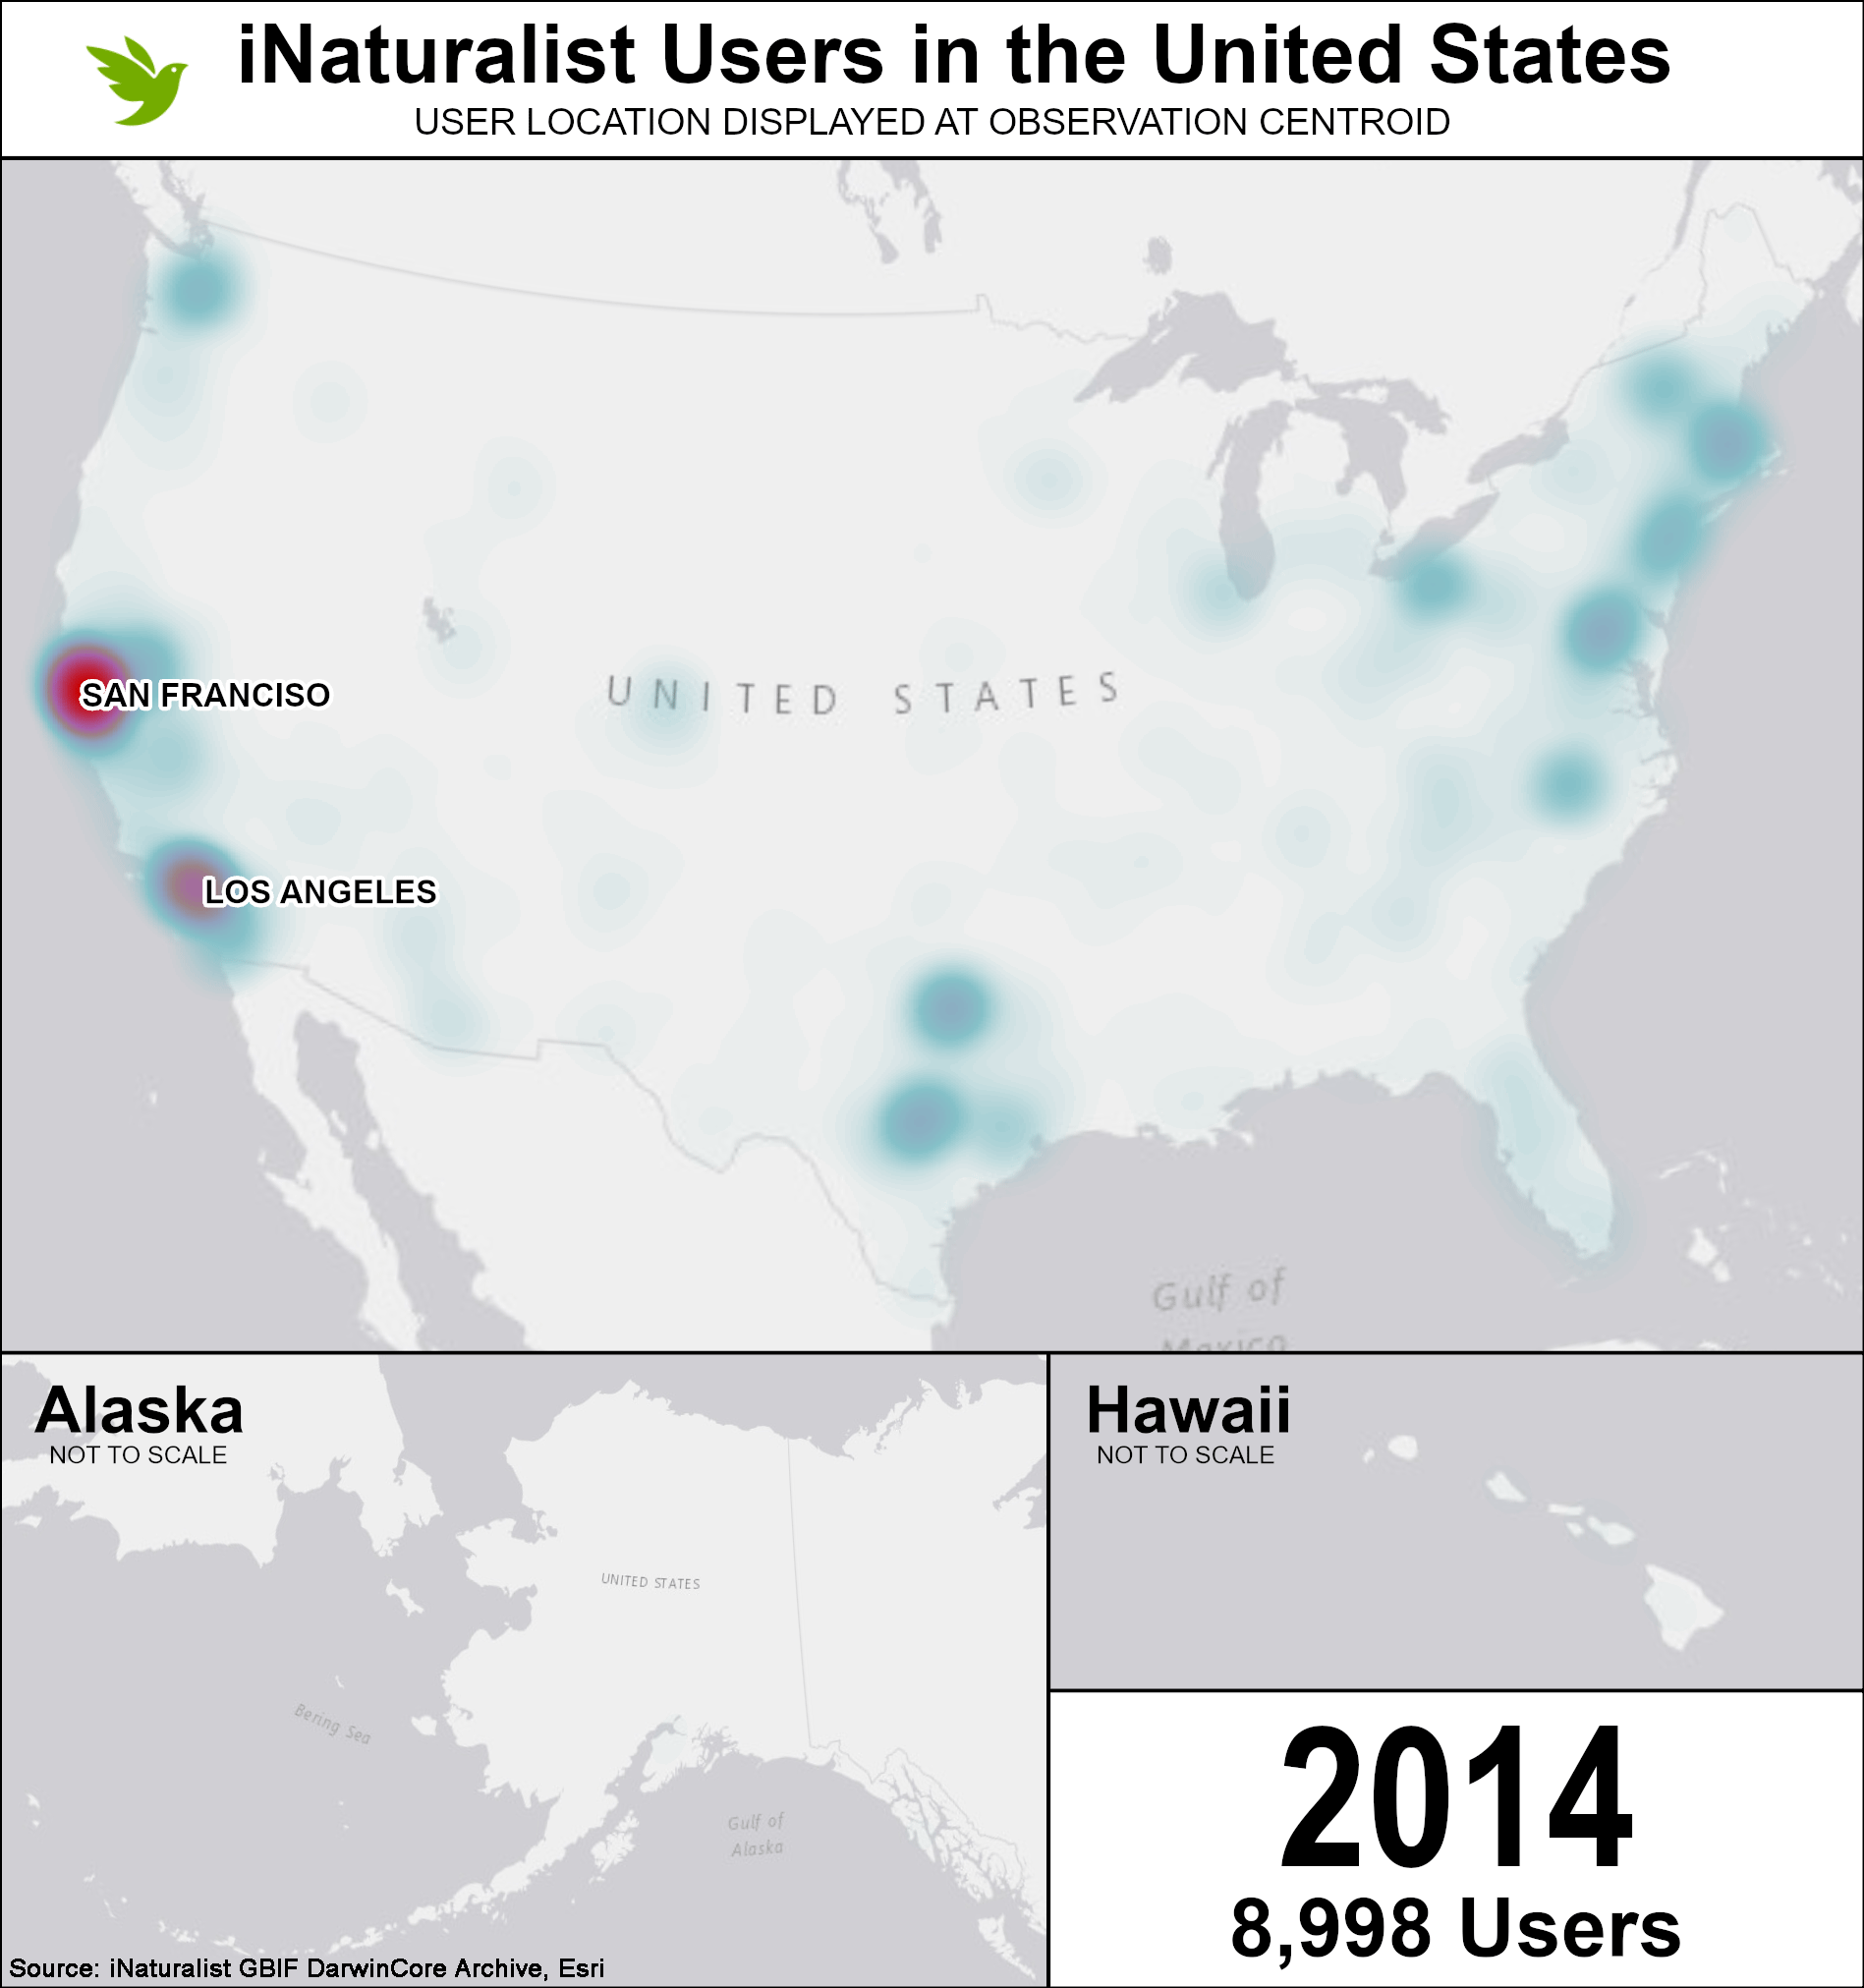 iNaturalist Users in the United States
USER LOCATION DISPLAYED AT OBSERVATION CENTROID
SAN FRANCISO
UNITED STATES
LOS ANGELES
Gulf of
Mexico
Alaska
NOT TO SCALE
UNITED STATES
Bering Sea
Gulf of
Alaska
Source: iNaturalist GBIF DarwinCore Archive, Esri
Hawaii
NOT TO SCALE
2014
8,998 Users